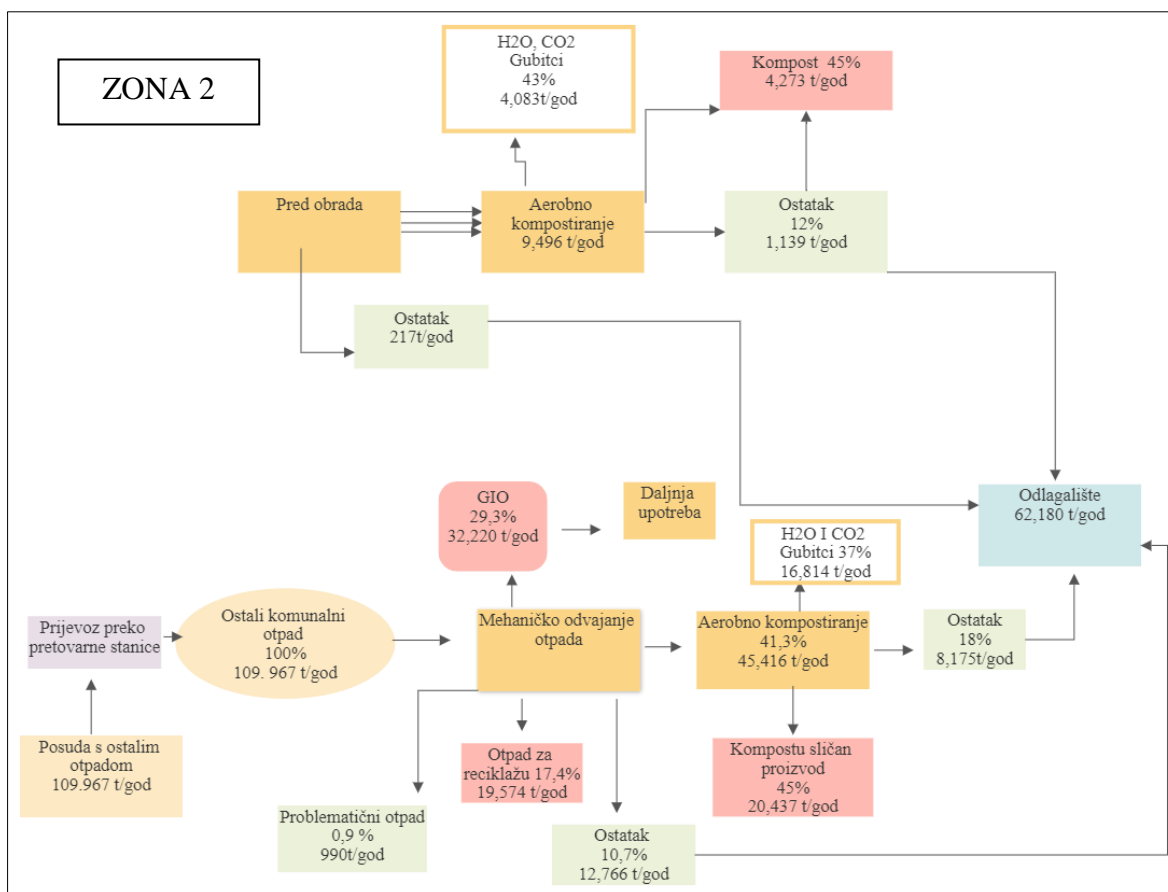 ZONA 2
H2O, CO2
Gubitci
43%
4,083t/god
Kompost 45%
4,273 t/god
Pred obrada
Aerobno
kompostiranje
9,496 t/god
Ostatak
12%
1,139 t/god
Ostatak
217t/god
GIO
29,3%
32,220 t/god
Daljnja
upotreba
Odlagalište
62,180 t/god
H2O I CO2
Gubitci 37%
16,814 t/god
Prijevoz preko
pretovarne stanice
Ostali komunalni
otpad
100%
109. 967 t/god
Mehaničko odvajanje
otpada
Aerobno kompostiranje
41,3%
45,416 t/god
Ostatak
18%
8,175t/god
Posuda s ostalim
otpadom
109.967 t/god
Otpad za
reciklažu 17,4%
19,574 t/god
Kompostu sličan
proizvod
45%
20,437 t/god
Problematični otpad
0,9 %
990t/god
Ostatak
10,7%
12,766 t/god